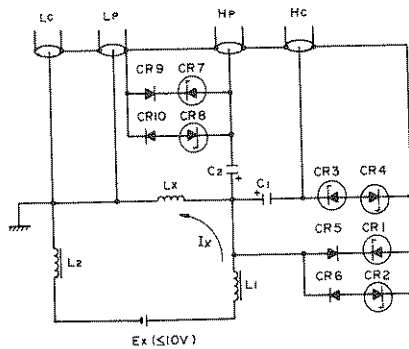 Lc Lp Hp Hc
CR9 CR7
CR10 CR8
C2 +
Lx + C1 CR3 CR4
Ix
CR5 CR1
L2 L1 CR6 CR2
Ex (≤10V)